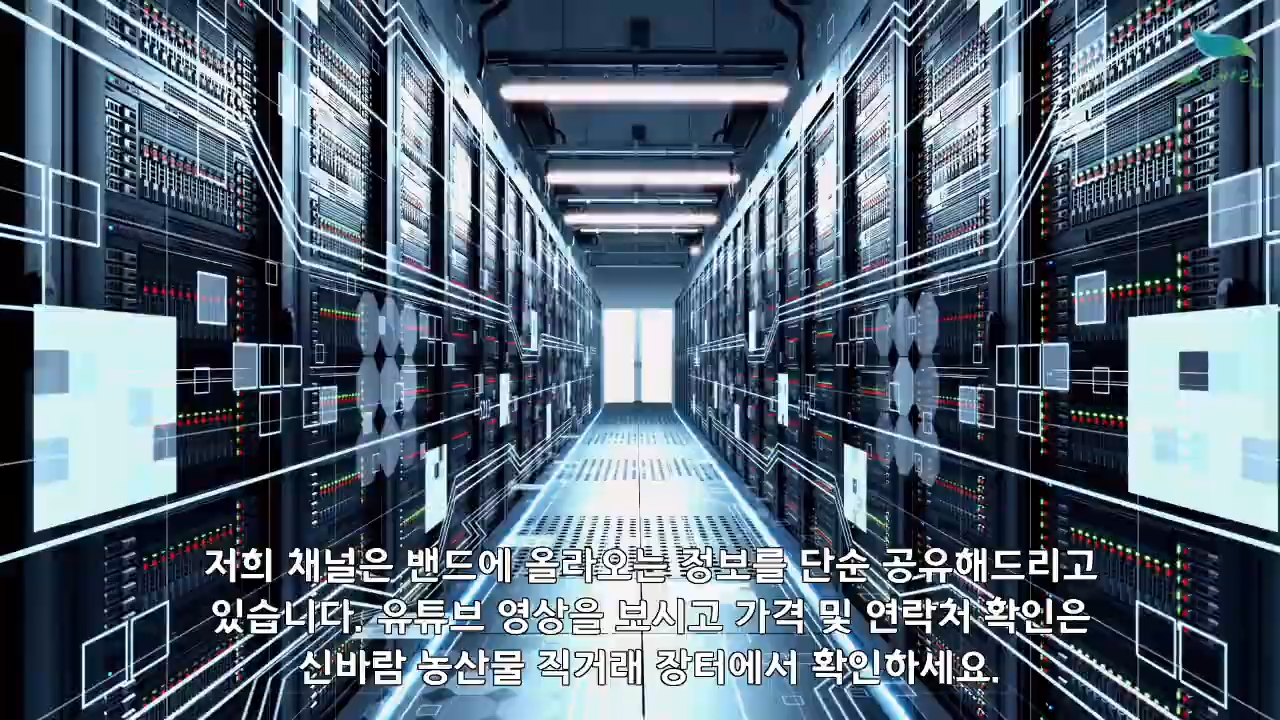 저희 채널은 밴드에 올라오는 정보를 단순 공유해드리고
있습니다. 유튜브 영상을 보시고 가격 및 연락처 확인은
신바람 농산물 직거래 장터에서 확인하세요.